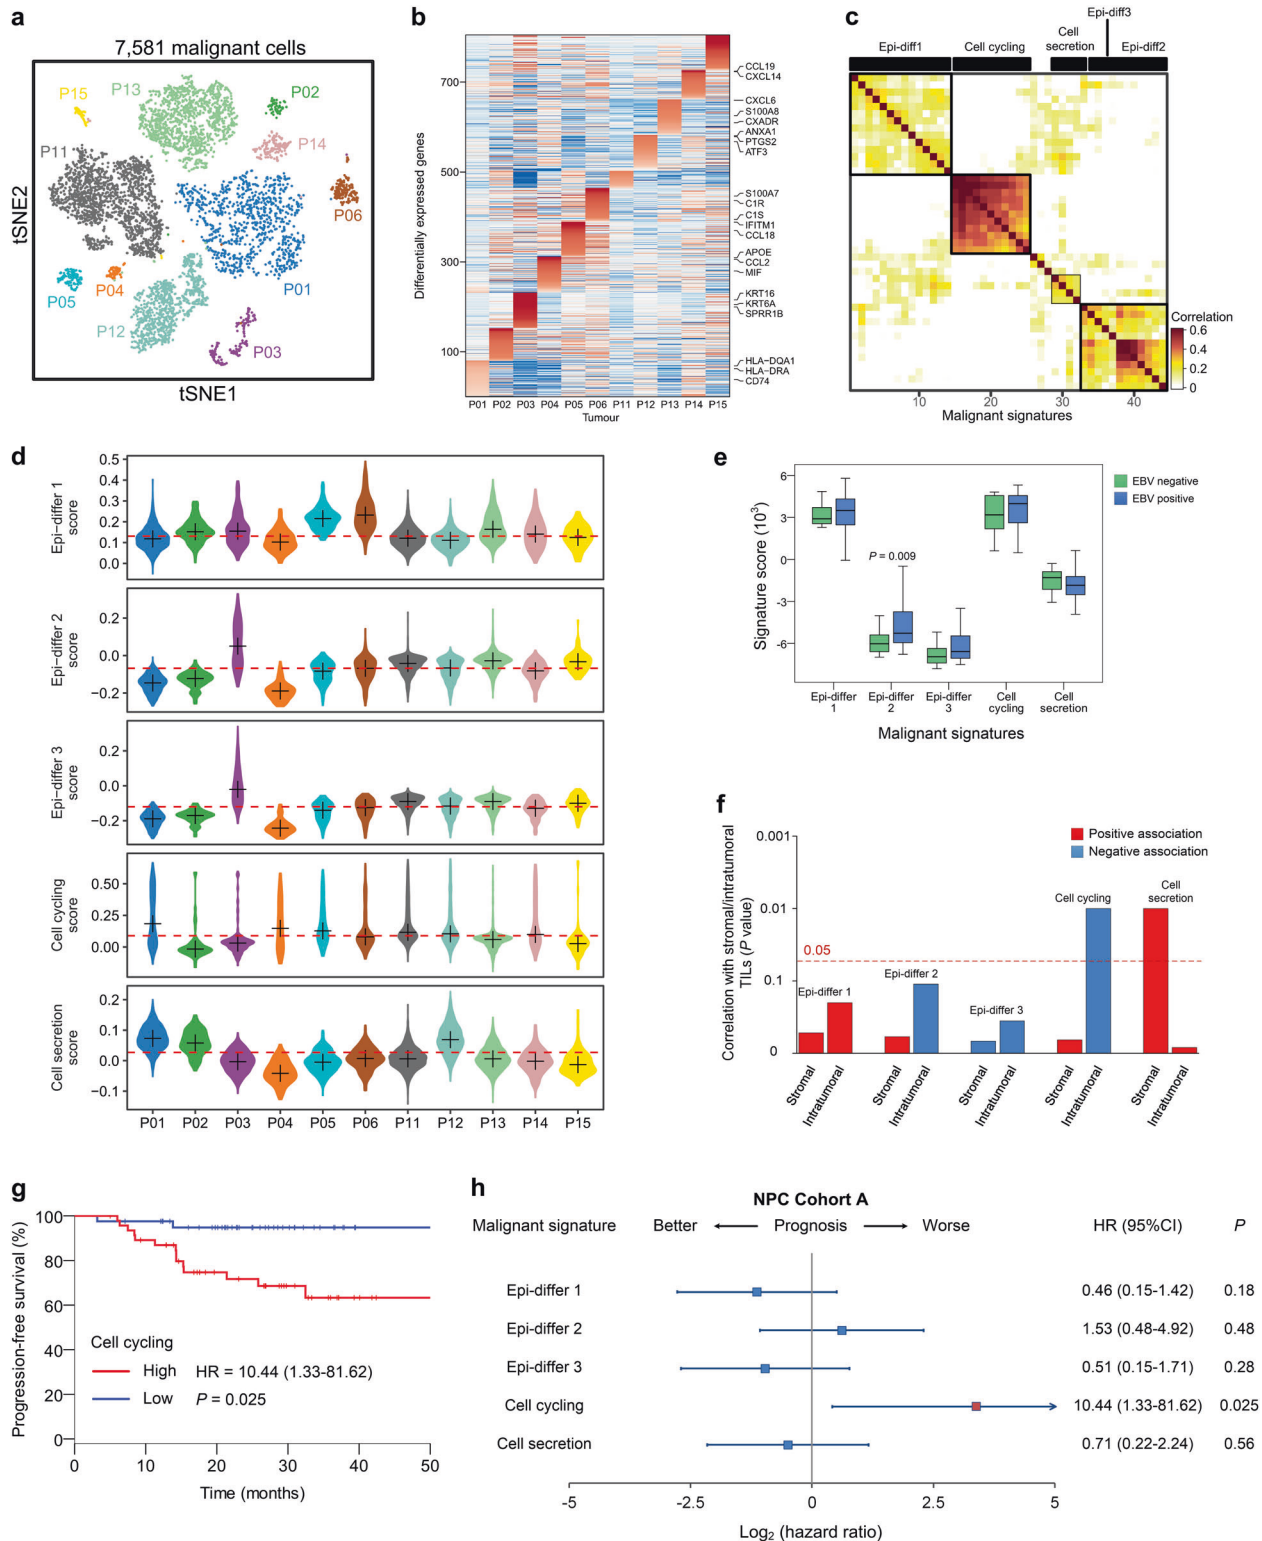 a
7,581 malignant cells
P15
P13
P02
P14
P11
P06
P05
P04
P01
P12
P03
tSNE2
tSNE1
b
Differentially expressed genes
700
500
300
100
CCL19
CXCL14
CXCL6
S100A8
CXADR
ANXA1
PTGS2
ATF3
S100A7
C1R
C1S
IFITM1
CCL18
APOE
CCL2
MIF
KRT16
KRT6A
SPRR1B
HLA−DQA1
HLA−DRA
CD74
P01 P02 P03 P04 P05 P06 P11 P12 P13 P14 P15
Tumour
c
Epi-diff3
Epi-diff1
Cell cycling
Cell
secretion
Epi-diff2
Correlation
0.6
0.4
0.2
0
10 20 30 40
Malignant signatures
d
Epi−differ 1
score
0.5
0.4
0.3
0.2
0.1
0.0
Epi−differ 2
score
0.2
0.0
−0.2
Epi−differ 3
score
0.2
0.0
−0.2
Cell cycling
score
0.50
0.25
0.00
Cell secretion
score
0.1
0.0
−0.1
P01 P02 P03 P04 P05 P06 P11 P12 P13 P14 P15
e
Signature score (10³)
6
3
0
-3
-6
P = 0.009
EBV negative
EBV positive
Epi-differ
1
Epi-differ
2
Epi-differ
3
Cell
cycling
Cell
secretion
Malignant signatures
f
Correlation with stromal/intratumoral
TILs (P value)
0.001
0.01
0.1
0
0.05
Positive association
Negative association
Epi-differ 1
Epi-differ 2
Epi-differ 3
Cell cycling
Cell
secretion
Stromal
Intratumoral
Stromal
Intratumoral
Stromal
Intratumoral
Stromal
Intratumoral
Stromal
Intratumoral
g
Progression-free survival (%)
100
80
60
40
20
0
Cell cycling
High HR = 10.44 (1.33-81.62)
Low P = 0.025
0 10 20 30 40 50
Time (months)
h
NPC Cohort A
Malignant signature Better Prognosis Worse HR (95%CI) P
Epi-differ 1 0.46 (0.15-1.42) 0.18
Epi-differ 2 1.53 (0.48-4.92) 0.48
Epi-differ 3 0.51 (0.15-1.71) 0.28
Cell cycling 10.44 (1.33-81.62) 0.025
Cell secretion 0.71 (0.22-2.24) 0.56
-5 -2.5 0 2.5 5
Log₂ (hazard ratio)